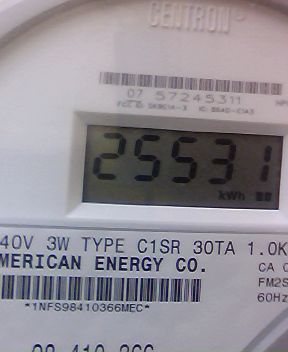 CENTRON
07 57245311
25531
kWh
40V 3W TYPE C1SR 30TA 1.0K
MERICAN ENERGY CO.
CA 0
FM2S
60Hz
*1NFS98410366MEC*